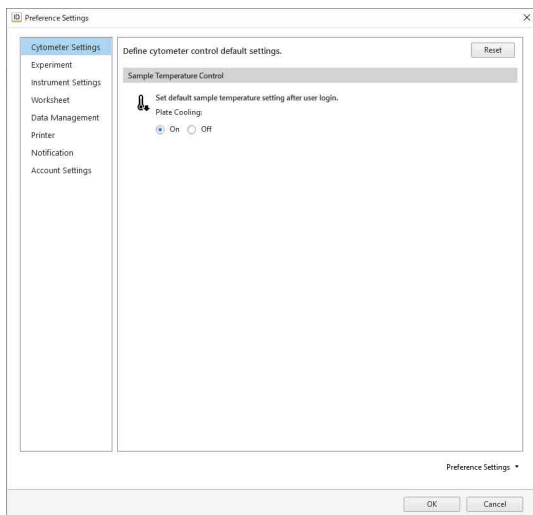 ID Preference Settings
Cytometer Settings
Experiment
Instrument Settings
Worksheet
Data Management
Printer
Notification
Account Settings
Define cytometer control default settings.
Reset
Sample Temperature Control
Set default sample temperature setting after user login.
Plate Cooling:
On Off
Preference Settings
OK Cancel